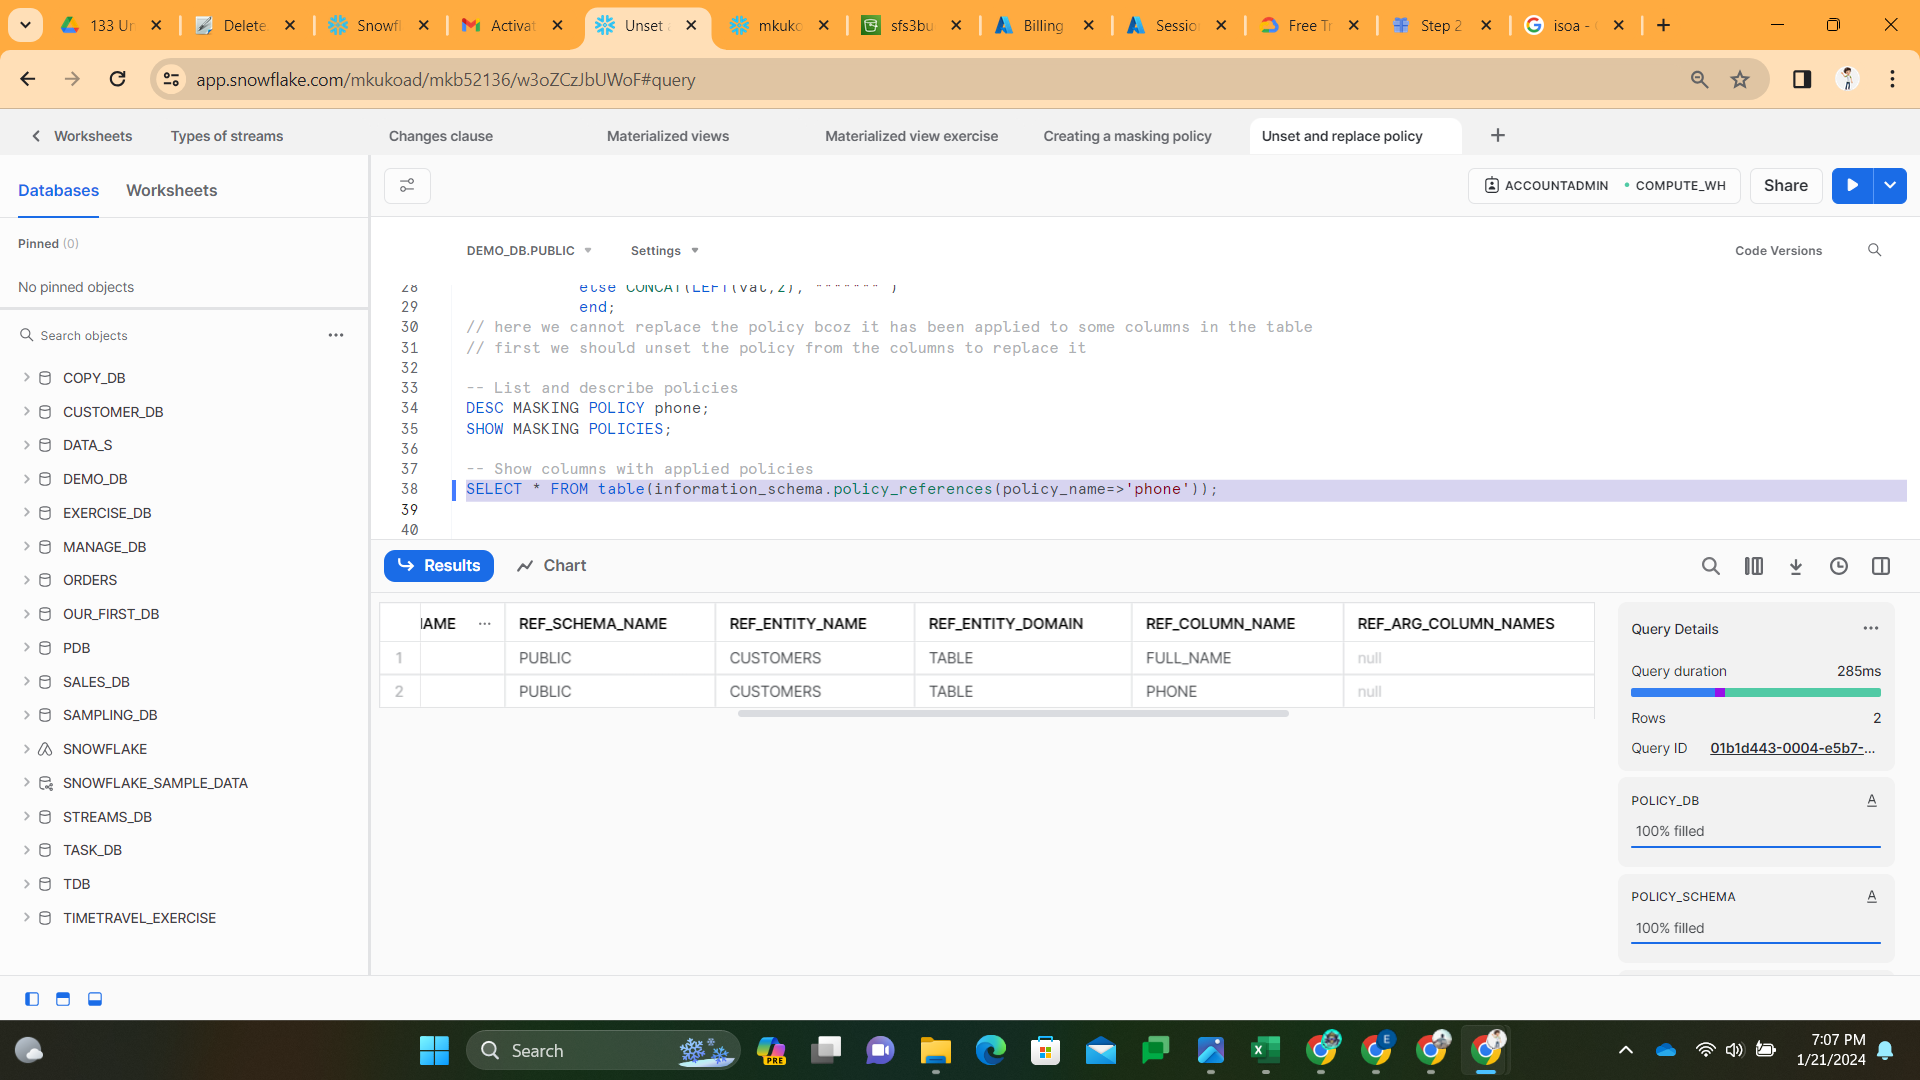 133 Un
Delete
Snowfl
Activat
Unset a
mkuko
sfs3bu
Billing
Sessio
Free Tr
Step 2
isoa -
app.snowflake.com/mkukoad/mkb52136/w3oZCzJbUWoF#query
Worksheets
Types of streams
Changes clause
Materialized views
Materialized view exercise
Creating a masking policy
Unset and replace policy
Databases
Worksheets
ACCOUNTADMIN
COMPUTE_WH
Share
Pinned (0)
No pinned objects
DEMO_DB.PUBLIC
Settings
Code Versions
Search objects
COPY_DB
CUSTOMER_DB
DATA_S
DEMO_DB
EXERCISE_DB
MANAGE_DB
ORDERS
OUR_FIRST_DB
PDB
SALES_DB
SAMPLING_DB
SNOWFLAKE
SNOWFLAKE_SAMPLE_DATA
STREAMS_DB
TASK_DB
TDB
TIMETRAVEL_EXERCISE
28 else CONCAT(LEFT(val,2), '*******')
29 end;
30 // here we cannot replace the policy bcoz it has been applied to some columns in the table
31 // first we should unset the policy from the columns to replace it
32
33 -- List and describe policies
34 DESC MASKING POLICY phone;
35 SHOW MASKING POLICIES;
36
37 -- Show columns with applied policies
38 SELECT * FROM table(information_schema.policy_references(policy_name=>'phone'));
39
40
Results
Chart
IAME ... REF_SCHEMA_NAME REF_ENTITY_NAME REF_ENTITY_DOMAIN REF_COLUMN_NAME REF_ARG_COLUMN_NAMES
1 PUBLIC CUSTOMERS TABLE FULL_NAME null
2 PUBLIC CUSTOMERS TABLE PHONE null
Query Details
Query duration 285ms
Rows 2
Query ID 01b1d443-0004-e5b7-...
POLICY_DB A
100% filled
POLICY_SCHEMA A
100% filled
Search
PRE
E
7:07 PM
1/21/2024